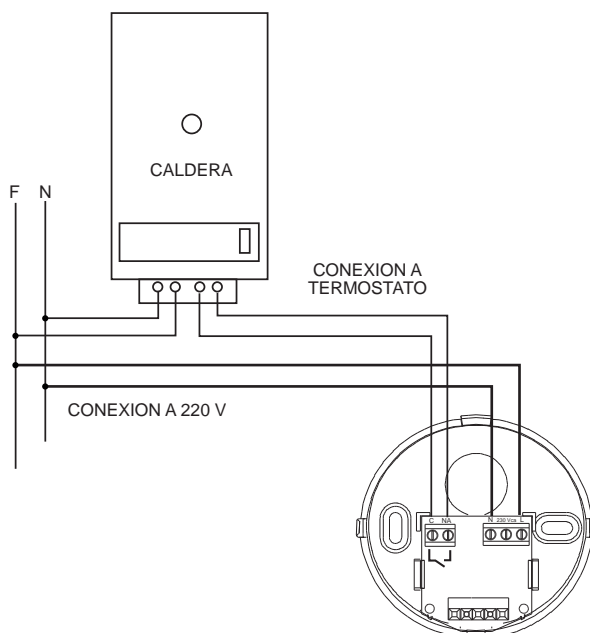 CALDERA
F N
CONEXION A
TERMOSTATO
CONEXION A 220 V
C NA N 230 Vca L